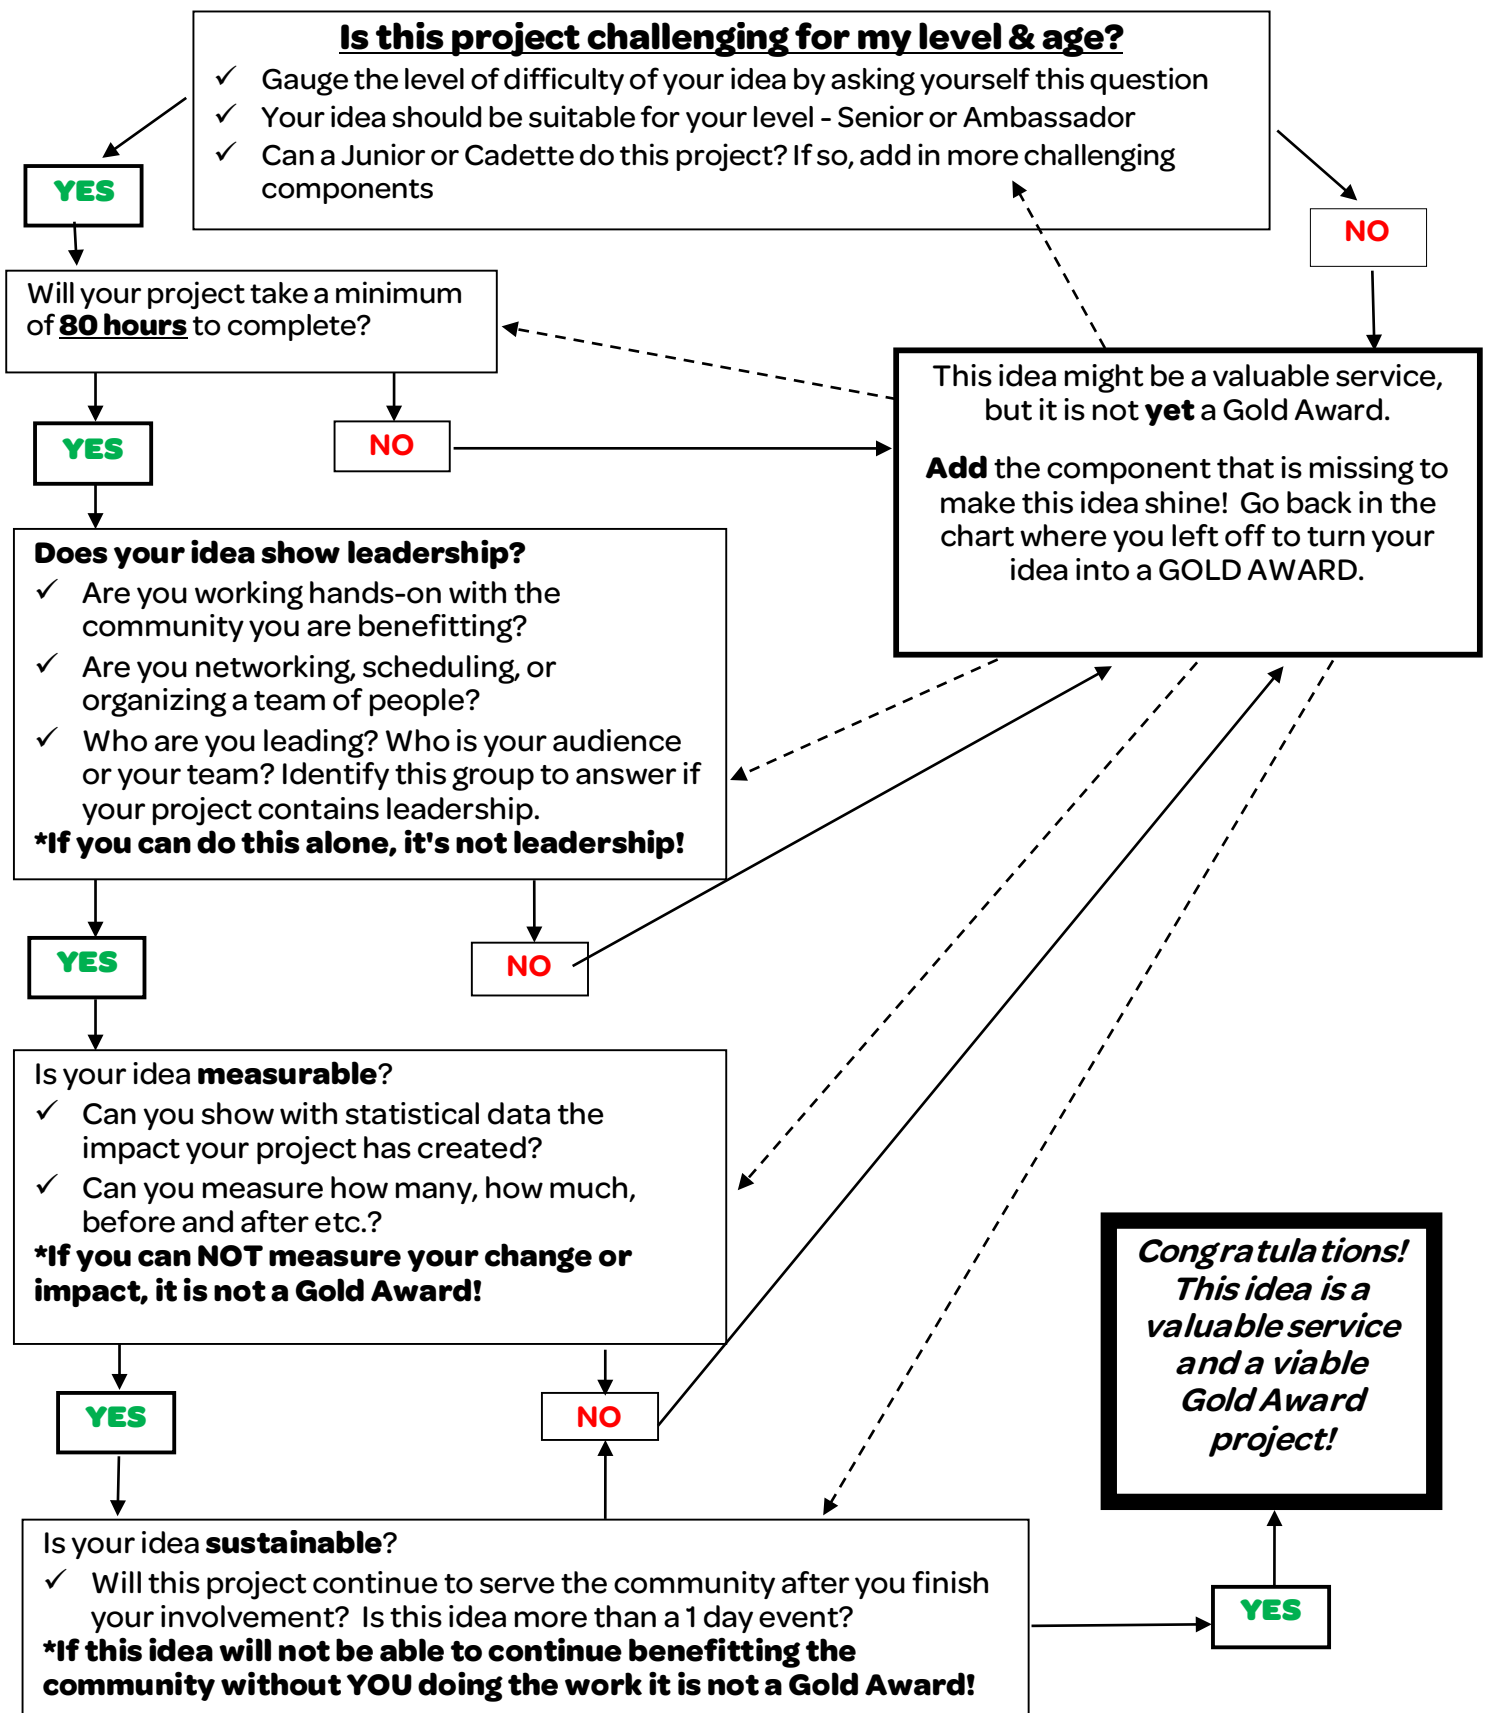 Is this project challenging for my level & age?
✓ Gauge the level of difficulty of your idea by asking yourself this question
✓ Your idea should be suitable for your level - Senior or Ambassador
✓ Can a Junior or Cadette do this project? If so, add in more challenging
components
YES
NO
Will your project take a minimum
of 80 hours to complete?
YES
NO
This idea might be a valuable service,
but it is not yet a Gold Award.
Add the component that is missing to
make this idea shine! Go back in the
chart where you left off to turn your
idea into a GOLD AWARD.
Does your idea show leadership?
✓ Are you working hands-on with the
community you are benefitting?
✓ Are you networking, scheduling, or
organizing a team of people?
✓ Who are you leading? Who is your audience
or your team? Identify this group to answer if
your project contains leadership.
*If you can do this alone, it's not leadership!
YES
NO
Is your idea measurable?
✓ Can you show with statistical data the
impact your project has created?
✓ Can you measure how many, how much,
before and after etc.?
*If you can NOT measure your change or
impact, it is not a Gold Award!
YES
NO
Is your idea sustainable?
✓ Will this project continue to serve the community after you finish
your involvement? Is this idea more than a 1 day event?
*If this idea will not be able to continue benefitting the
community without YOU doing the work it is not a Gold Award!
YES
Congratulations!
This idea is a
valuable service
and a viable
Gold Award
project!